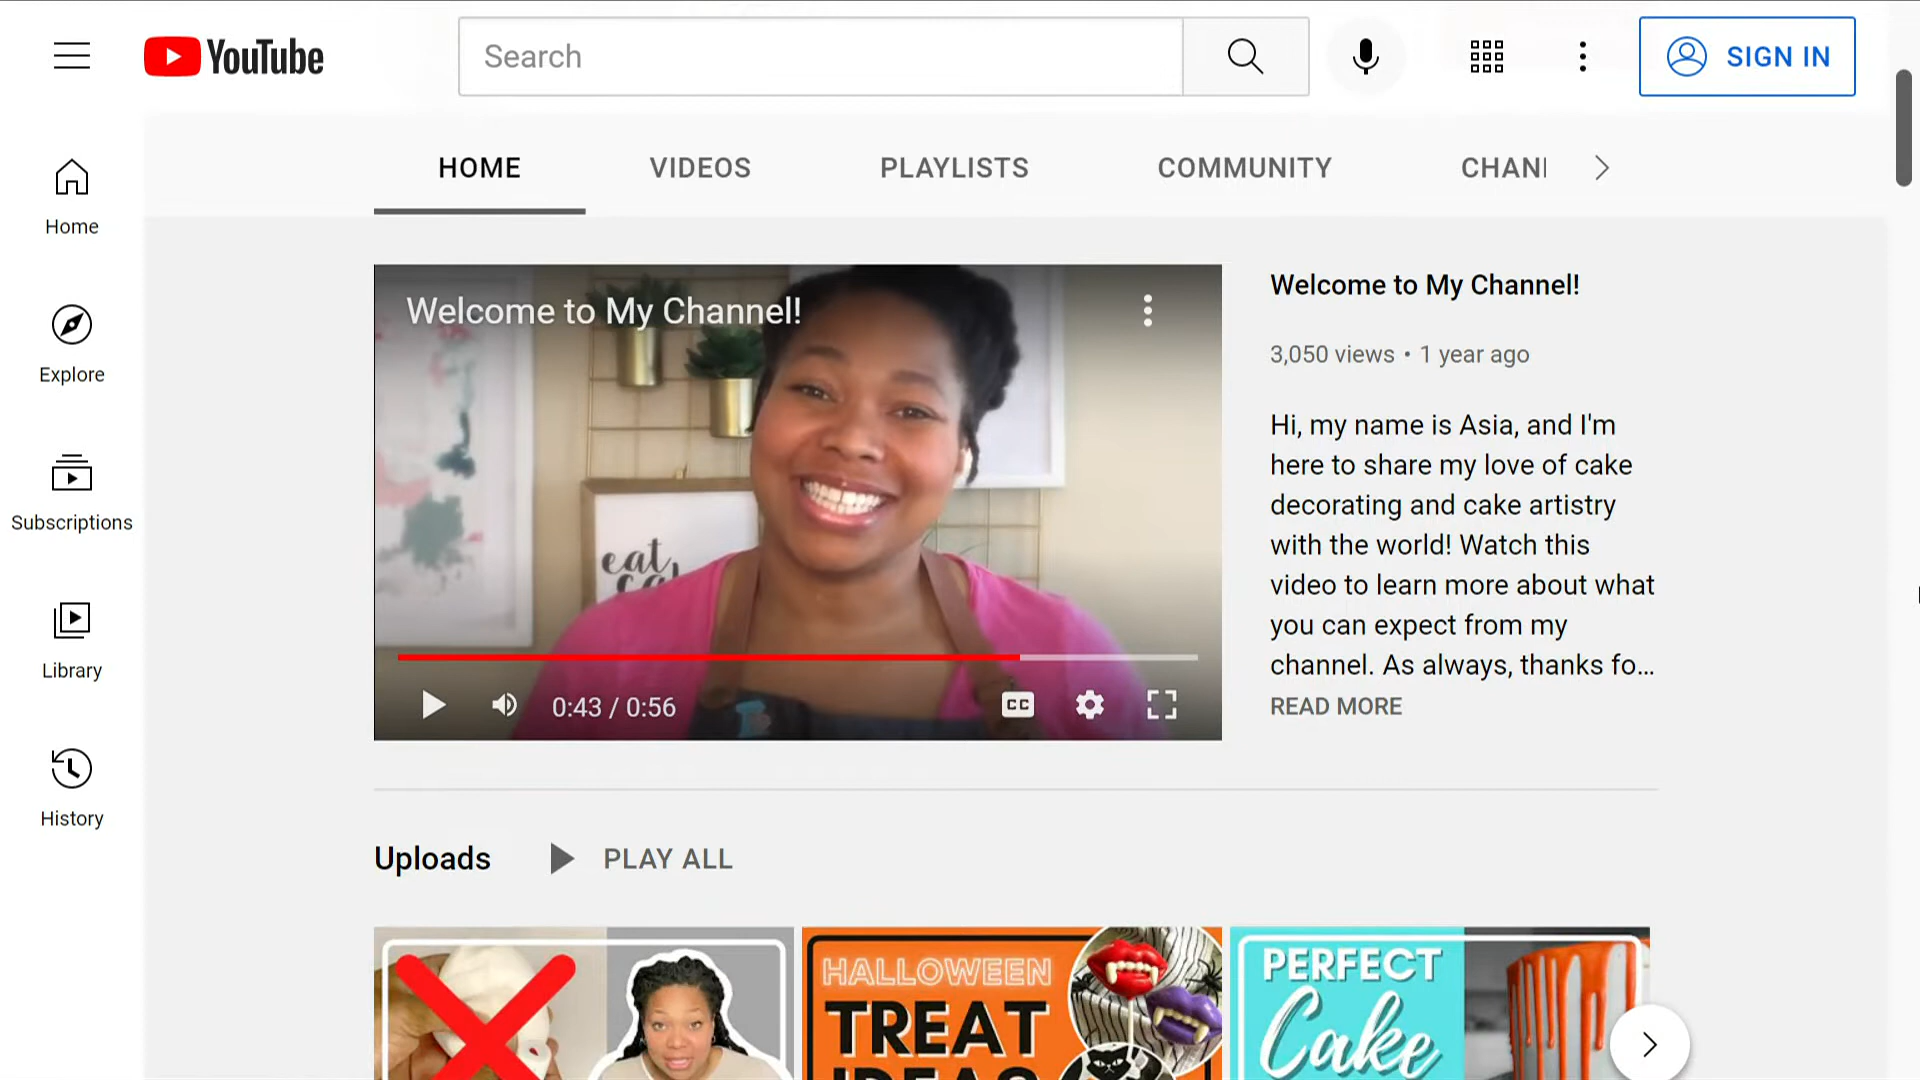 YouTube
Search
SIGN IN
HOME
VIDEOS
PLAYLISTS
COMMUNITY
CHAN
Home
Explore
Subscriptions
Library
History
Welcome to My Channel!
eat
0:43 / 0:56
CC
Welcome to My Channel!
3,050 views • 1 year ago
Hi, my name is Asia, and I'm
here to share my love of cake
decorating and cake artistry
with the world! Watch this
video to learn more about what
you can expect from my
channel. As always, thanks fo...
READ MORE
Uploads
PLAY ALL
HALLOWEEN
TREAT
IDEAS
PERFECT
Cake